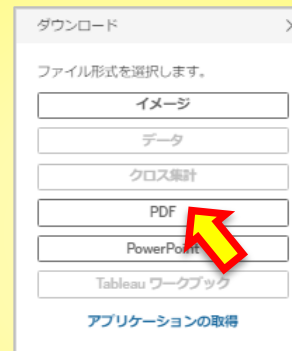 ダウンロード
ファイル形式を選択します。
イメージ
データ
クロス集計
PDF
PowerPoint
Tableau ワークブック
アプリケーションの取得